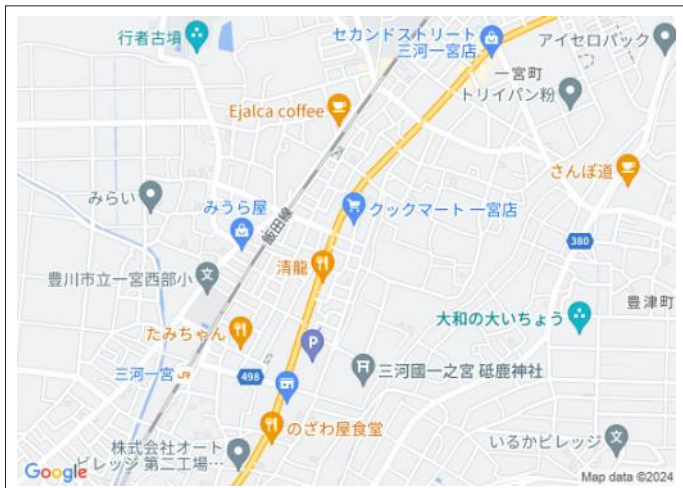 行者古墳
セカンドストリート
三河一宮店
アイセロパック
一宮町
トリイパン粉
Ejalca coffee
さんぽ道
みらい
みうら屋
クックマート 一宮店
飯田線
380
清龍
豊川市立一宮西部小
豊津町
大和の大いちょう
たみちゃん
P
三河一宮
498
三河國一之宮 砥鹿神社
のざわ屋食堂
株式会社オート
ビレッジ 第二工場…
いるかビレッジ
Google
Map data ©2024